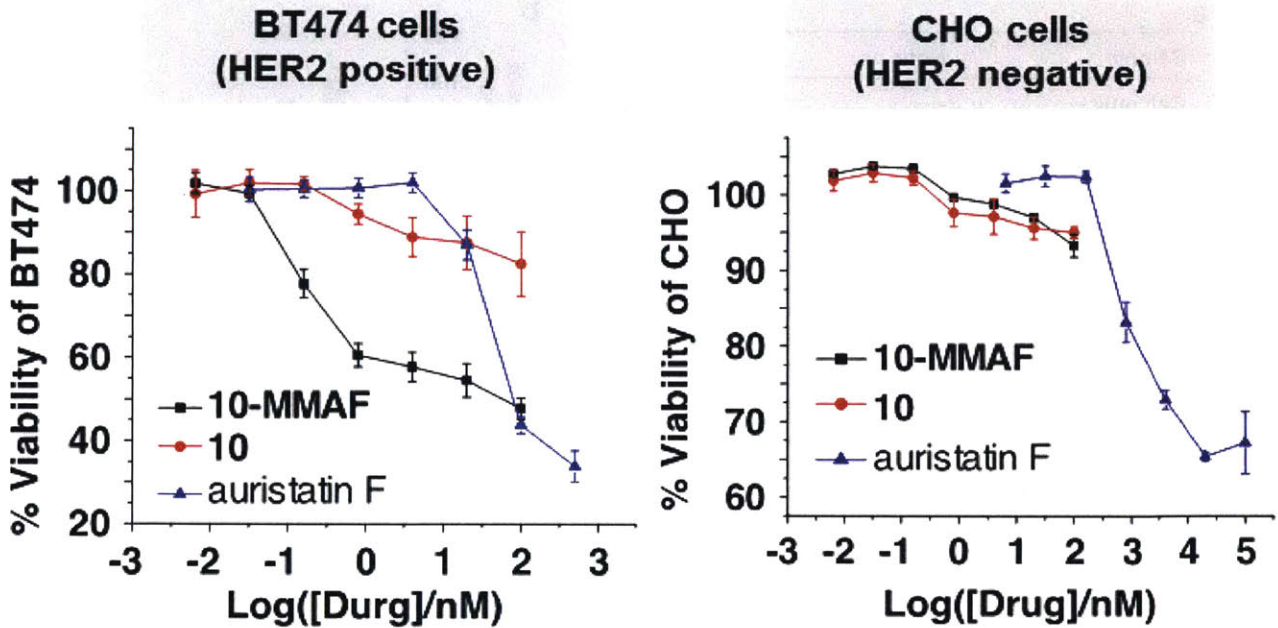 BT474 cells
(HER2 positive)
% Viability of BT474
100
80
60
40
20
10-MMAF
10
auristatin F
-3 -2 -1 0 1 2 3
Log([Durg]/nM)
CHO cells
(HER2 negative)
% Viability of CHO
100
90
80
70
60
10-MMAF
10
auristatin F
-3 -2 -1 0 1 2 3 4 5
Log([Drug]/nM)